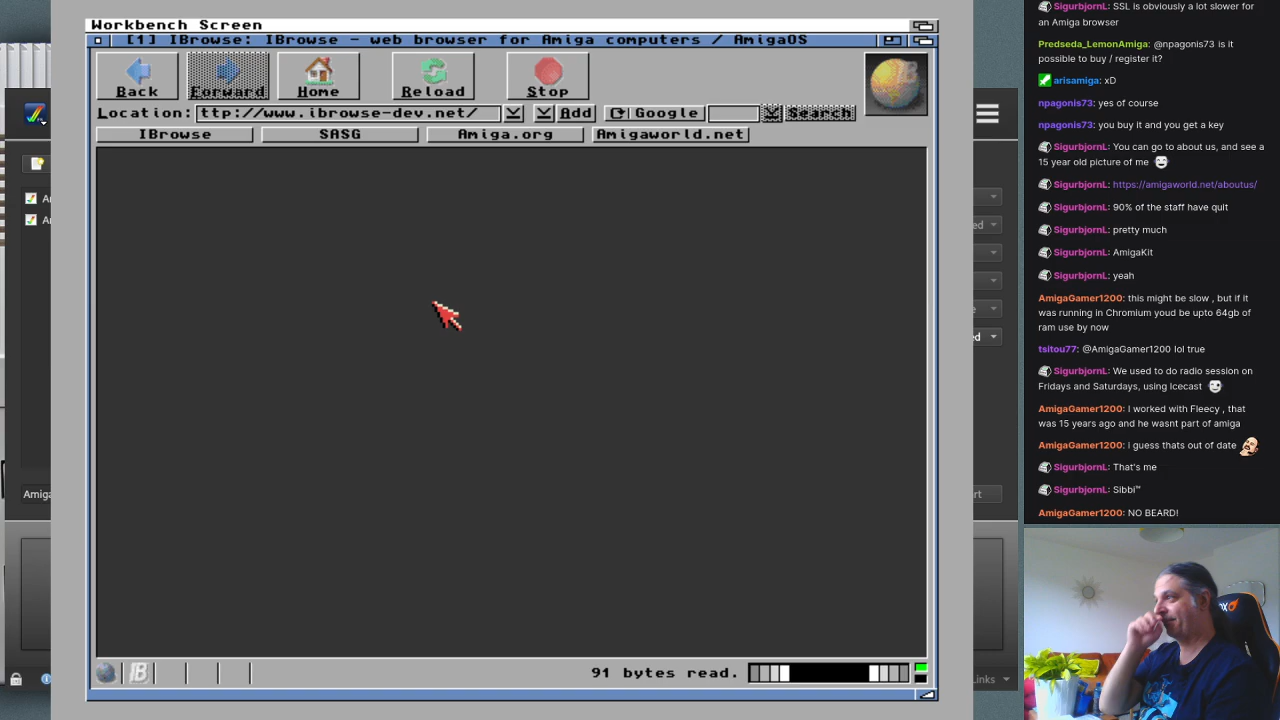 Workbench Screen
[1] IBrowse: IBrowse - web browser for Amiga computers / AmigaOS
Back
Forward
Home
Reload
Stop
Location:
ttp://www.ibrowse-dev.net/
Add
Google
Search
IBrowse
SASG
Amiga.org
Amigaworld.net
IB
91 bytes read.
Amiga
Links
SigurbjornL: SSL is obviously a lot slower for
an Amiga browser
Predseda_LemonAmiga: @npagonis73 is it
possible to buy / register it?
arisamiga: xD
npagonis73: yes of course
npagonis73: you buy it and you get a key
SigurbjornL: You can go to about us, and see a
15 year old picture of me
SigurbjornL: https://amigaworld.net/aboutus/
SigurbjornL: 90% of the staff have quit
SigurbjornL: pretty much
SigurbjornL: AmigaKit
SigurbjornL: yeah
AmigaGamer1200: this might be slow , but if it
was running in Chromium youd be upto 64gb of
ram use by now
tsitou77: @AmigaGamer1200 lol true
SigurbjornL: We used to do radio session on
Fridays and Saturdays, using Icecast
AmigaGamer1200: I worked with Fleecy , that
was 15 years ago and he wasnt part of amiga
AmigaGamer1200: I guess thats out of date
SigurbjornL: That's me
SigurbjornL: Sibbi™
AmigaGamer1200: NO BEARD!